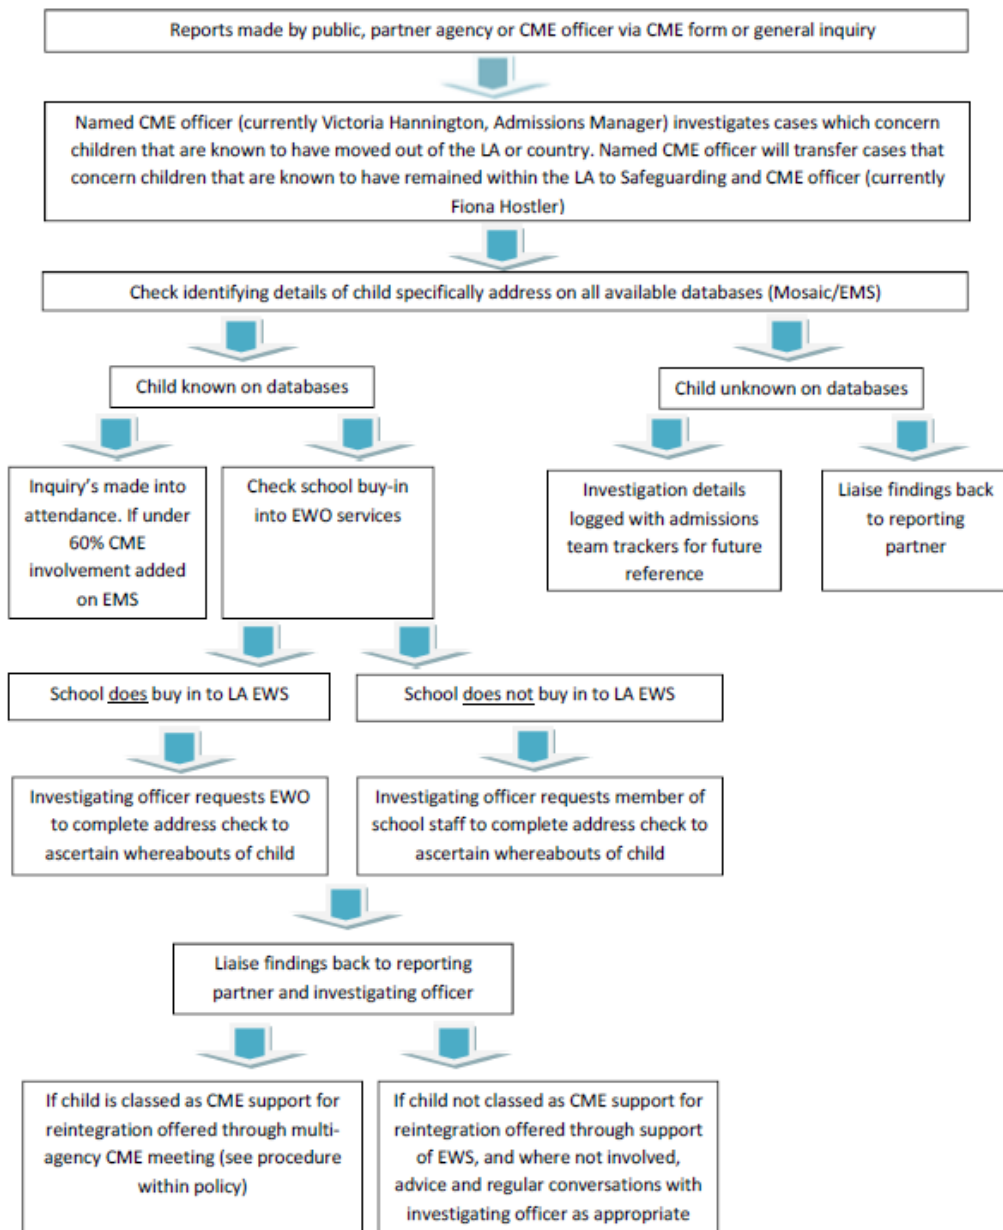 Reports made by public, partner agency or CME officer via CME form or general inquiry
Named CME officer (currently Victoria Hannington, Admissions Manager) investigates cases which concern
children that are known to have moved out of the LA or country. Named CME officer will transfer cases that
concern children that are known to have remained within the LA to Safeguarding and CME officer (currently
Fiona Hostler)
Check identifying details of child specifically address on all available databases (Mosaic/EMS)
Child known on databases
Child unknown on databases
Inquiry's made into
attendance. If under
60% CME
involvement added
on EMS
Check school buy-in
into EWO services
Investigation details
logged with admissions
team trackers for future
reference
Liaise findings back
to reporting
partner
School does buy in to LA EWS
School does not buy in to LA EWS
Investigating officer requests EWO
to complete address check to
ascertain whereabouts of child
Investigating officer requests member of
school staff to complete address check to
ascertain whereabouts of child
Liaise findings back to reporting
partner and investigating officer
If child is classed as CME support for
reintegration offered through multi-
agency CME meeting (see procedure
within policy)
If child not classed as CME support for
reintegration offered through support
of EWS, and where not involved,
advice and regular conversations with
investigating officer as appropriate